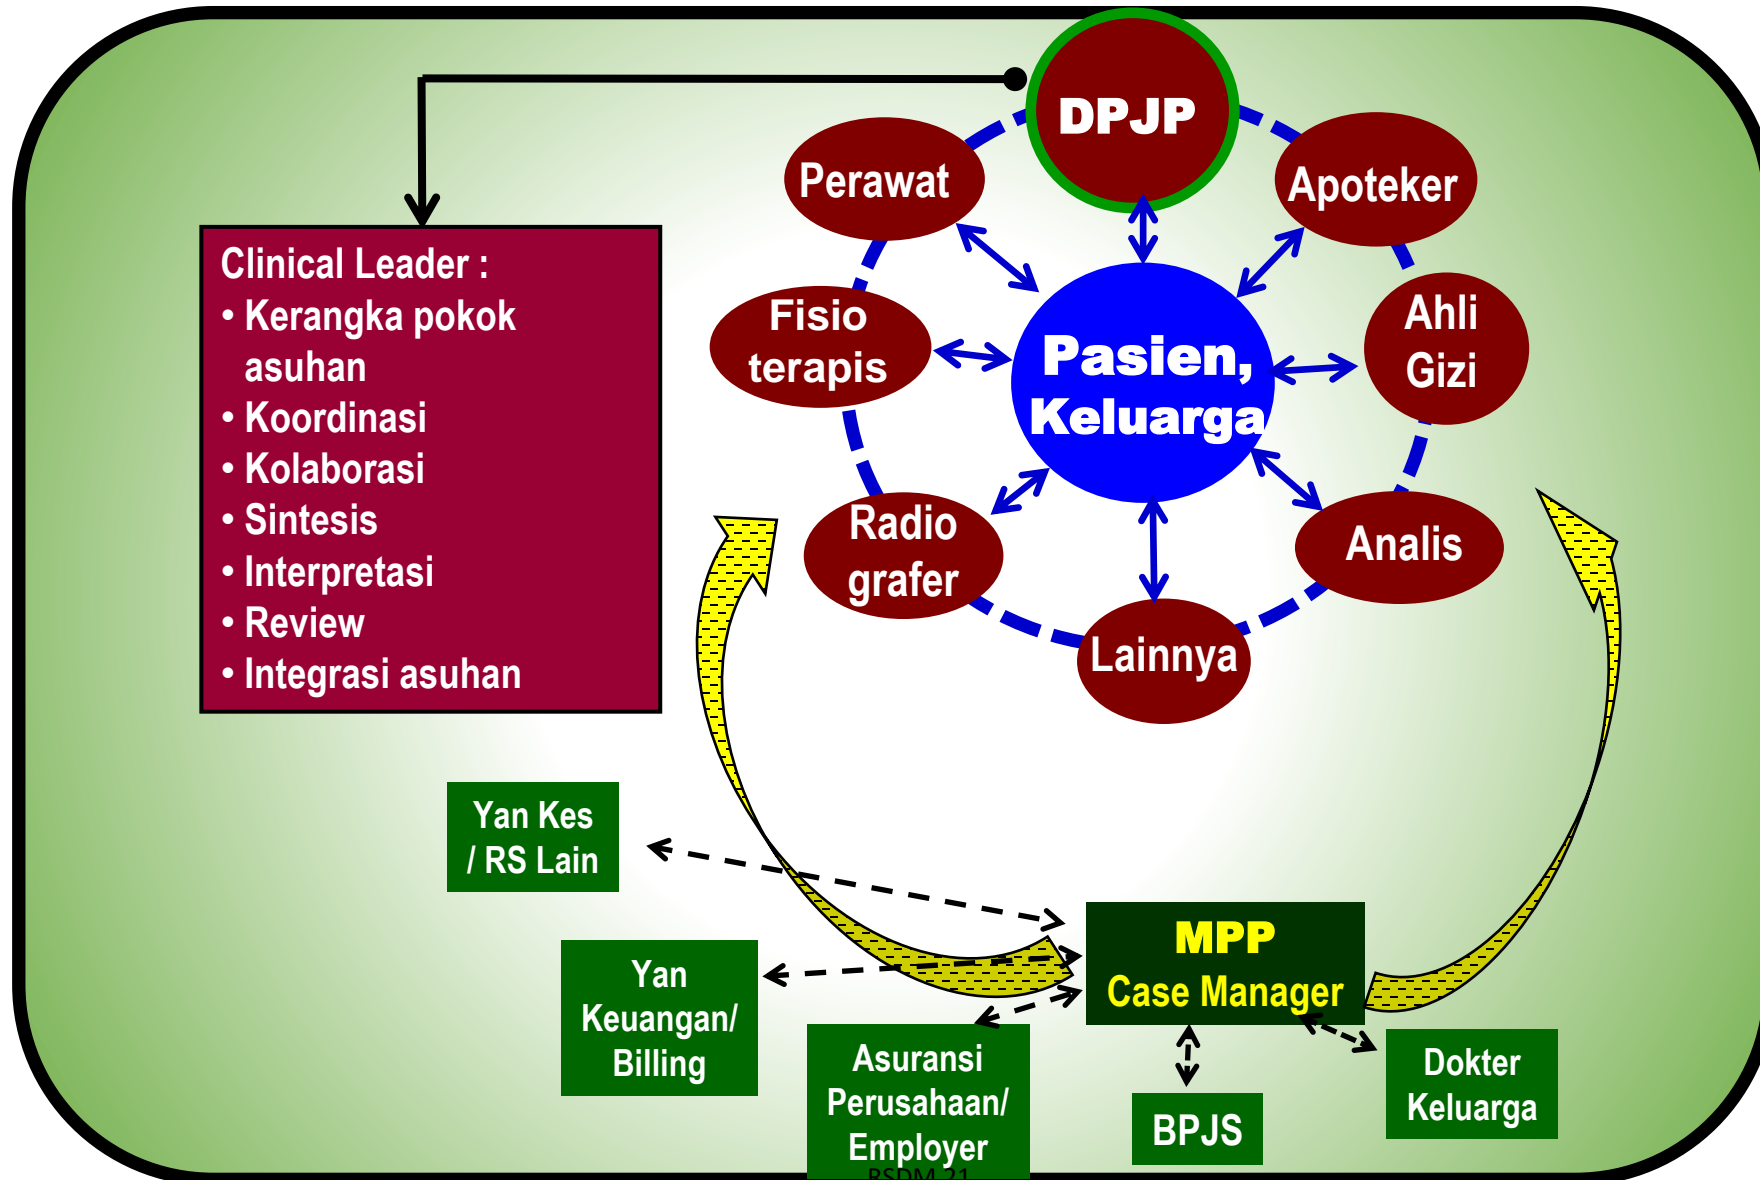 DPJP
Perawat
Apoteker
Clinical Leader :
• Kerangka pokok
asuhan
• Koordinasi
• Kolaborasi
• Sintesis
• Interpretasi
• Review
• Integrasi asuhan
Fisio
terapis
Pasien,
Keluarga
Ahli
Gizi
Radio
grafer
Analis
Lainnya
Yan Kes
/ RS Lain
MPP
Case Manager
Yan
Keuangan/
Billing
Asuransi
Perusahaan/
Employer
BPJS
Dokter
Keluarga
RSDM 21